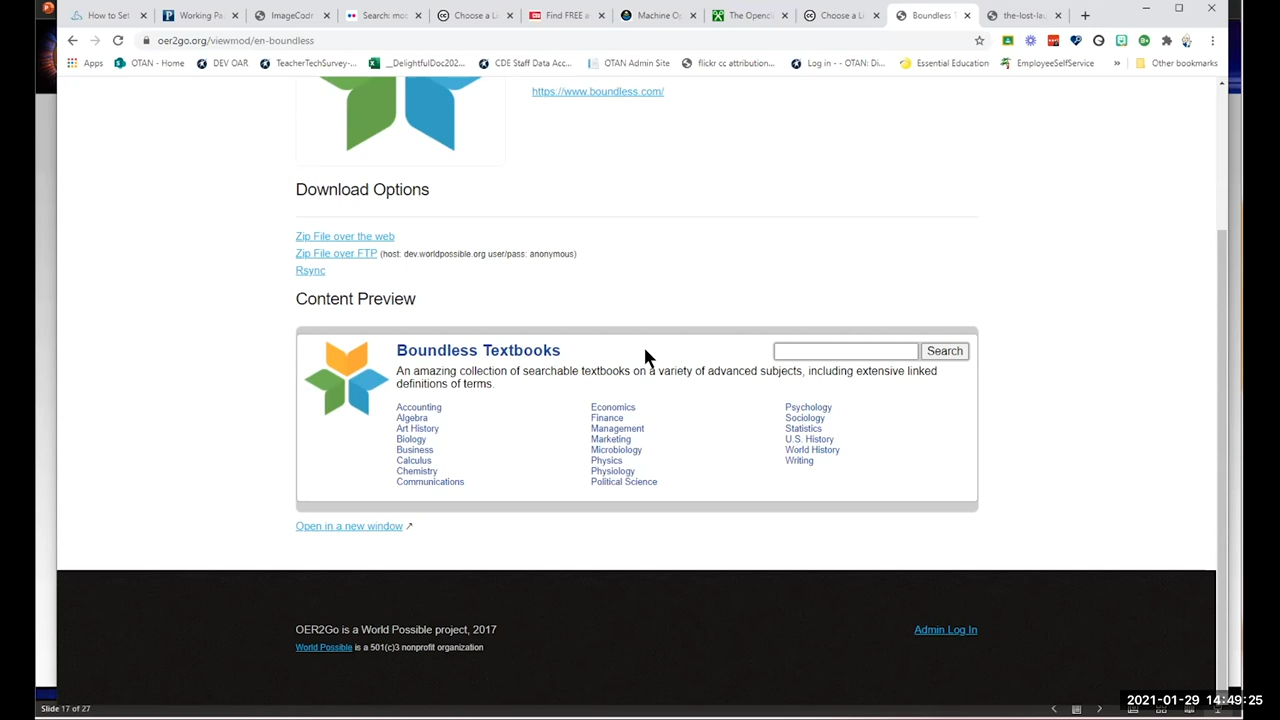 How to S
Working Pa
ImageCod
Search: mo
Choose a L
Find FREE a
Machine O
The Openc
Choose a L
Boundless T
the-lost-lau
oer2go.org/viewmod/en-boundless
Apps
OTAN - Home
DEV OAR
TeacherTechSurvey-...
_DelightfulDoc202...
CDE Staff Data Acc...
OTAN Admin Site
flickr cc attribution...
Log in - - OTAN: Di...
Essential Education
EmployeeSelfService
»
Other bookmarks
https://www.boundless.com/
Download Options
Zip File over the web
Zip File over FTP (host: dev.worldpossible.org user/pass: anonymous)
Rsync
Content Preview
Boundless Textbooks
Search
An amazing collection of searchable textbooks on a variety of advanced subjects, including extensive linked
definitions of terms.
Accounting
Algebra
Art History
Biology
Business
Calculus
Chemistry
Communications
Economics
Finance
Management
Marketing
Microbiology
Physics
Physiology
Political Science
Psychology
Sociology
Statistics
U.S. History
World History
Writing
Open in a new window ↗
OER2Go is a World Possible project, 2017
Admin Log In
World Possible is a 501(c)3 nonprofit organization
Slide 17 of 27
2021-01-29 14:49:25